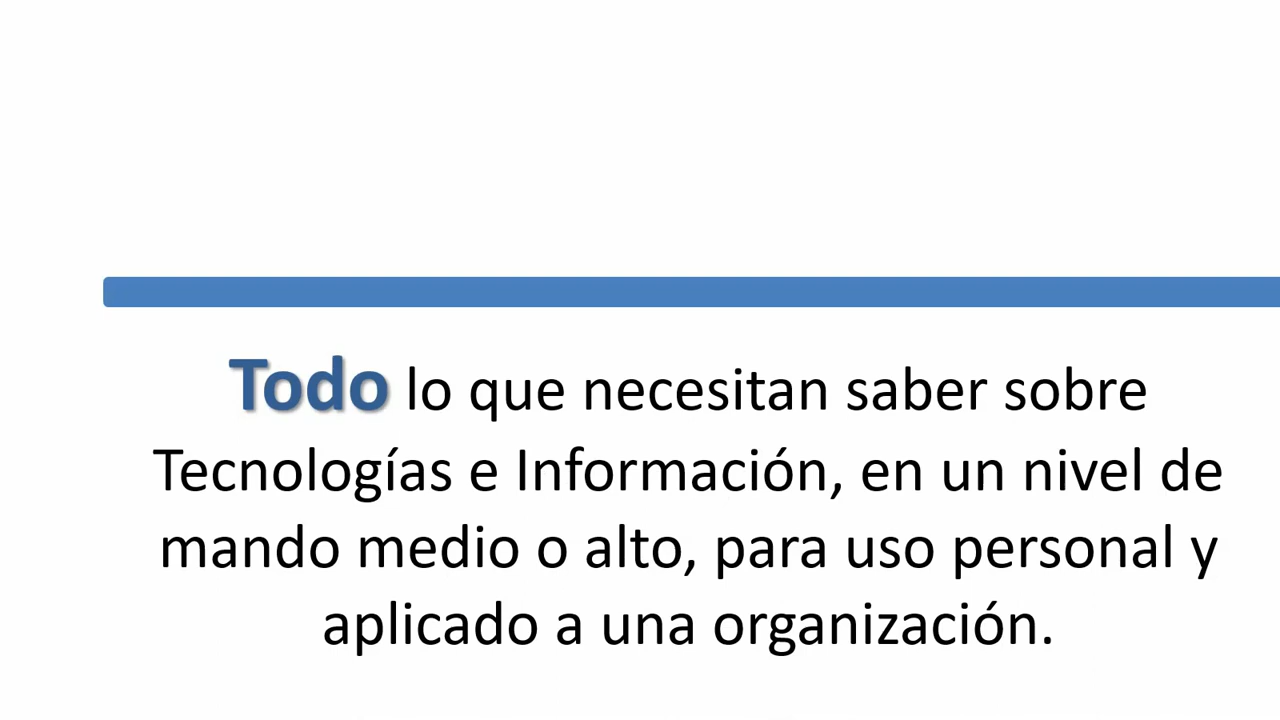 Todo lo que necesitan saber sobre
Tecnologías e Información, en un nivel de
mando medio o alto, para uso personal y
aplicado a una organización.